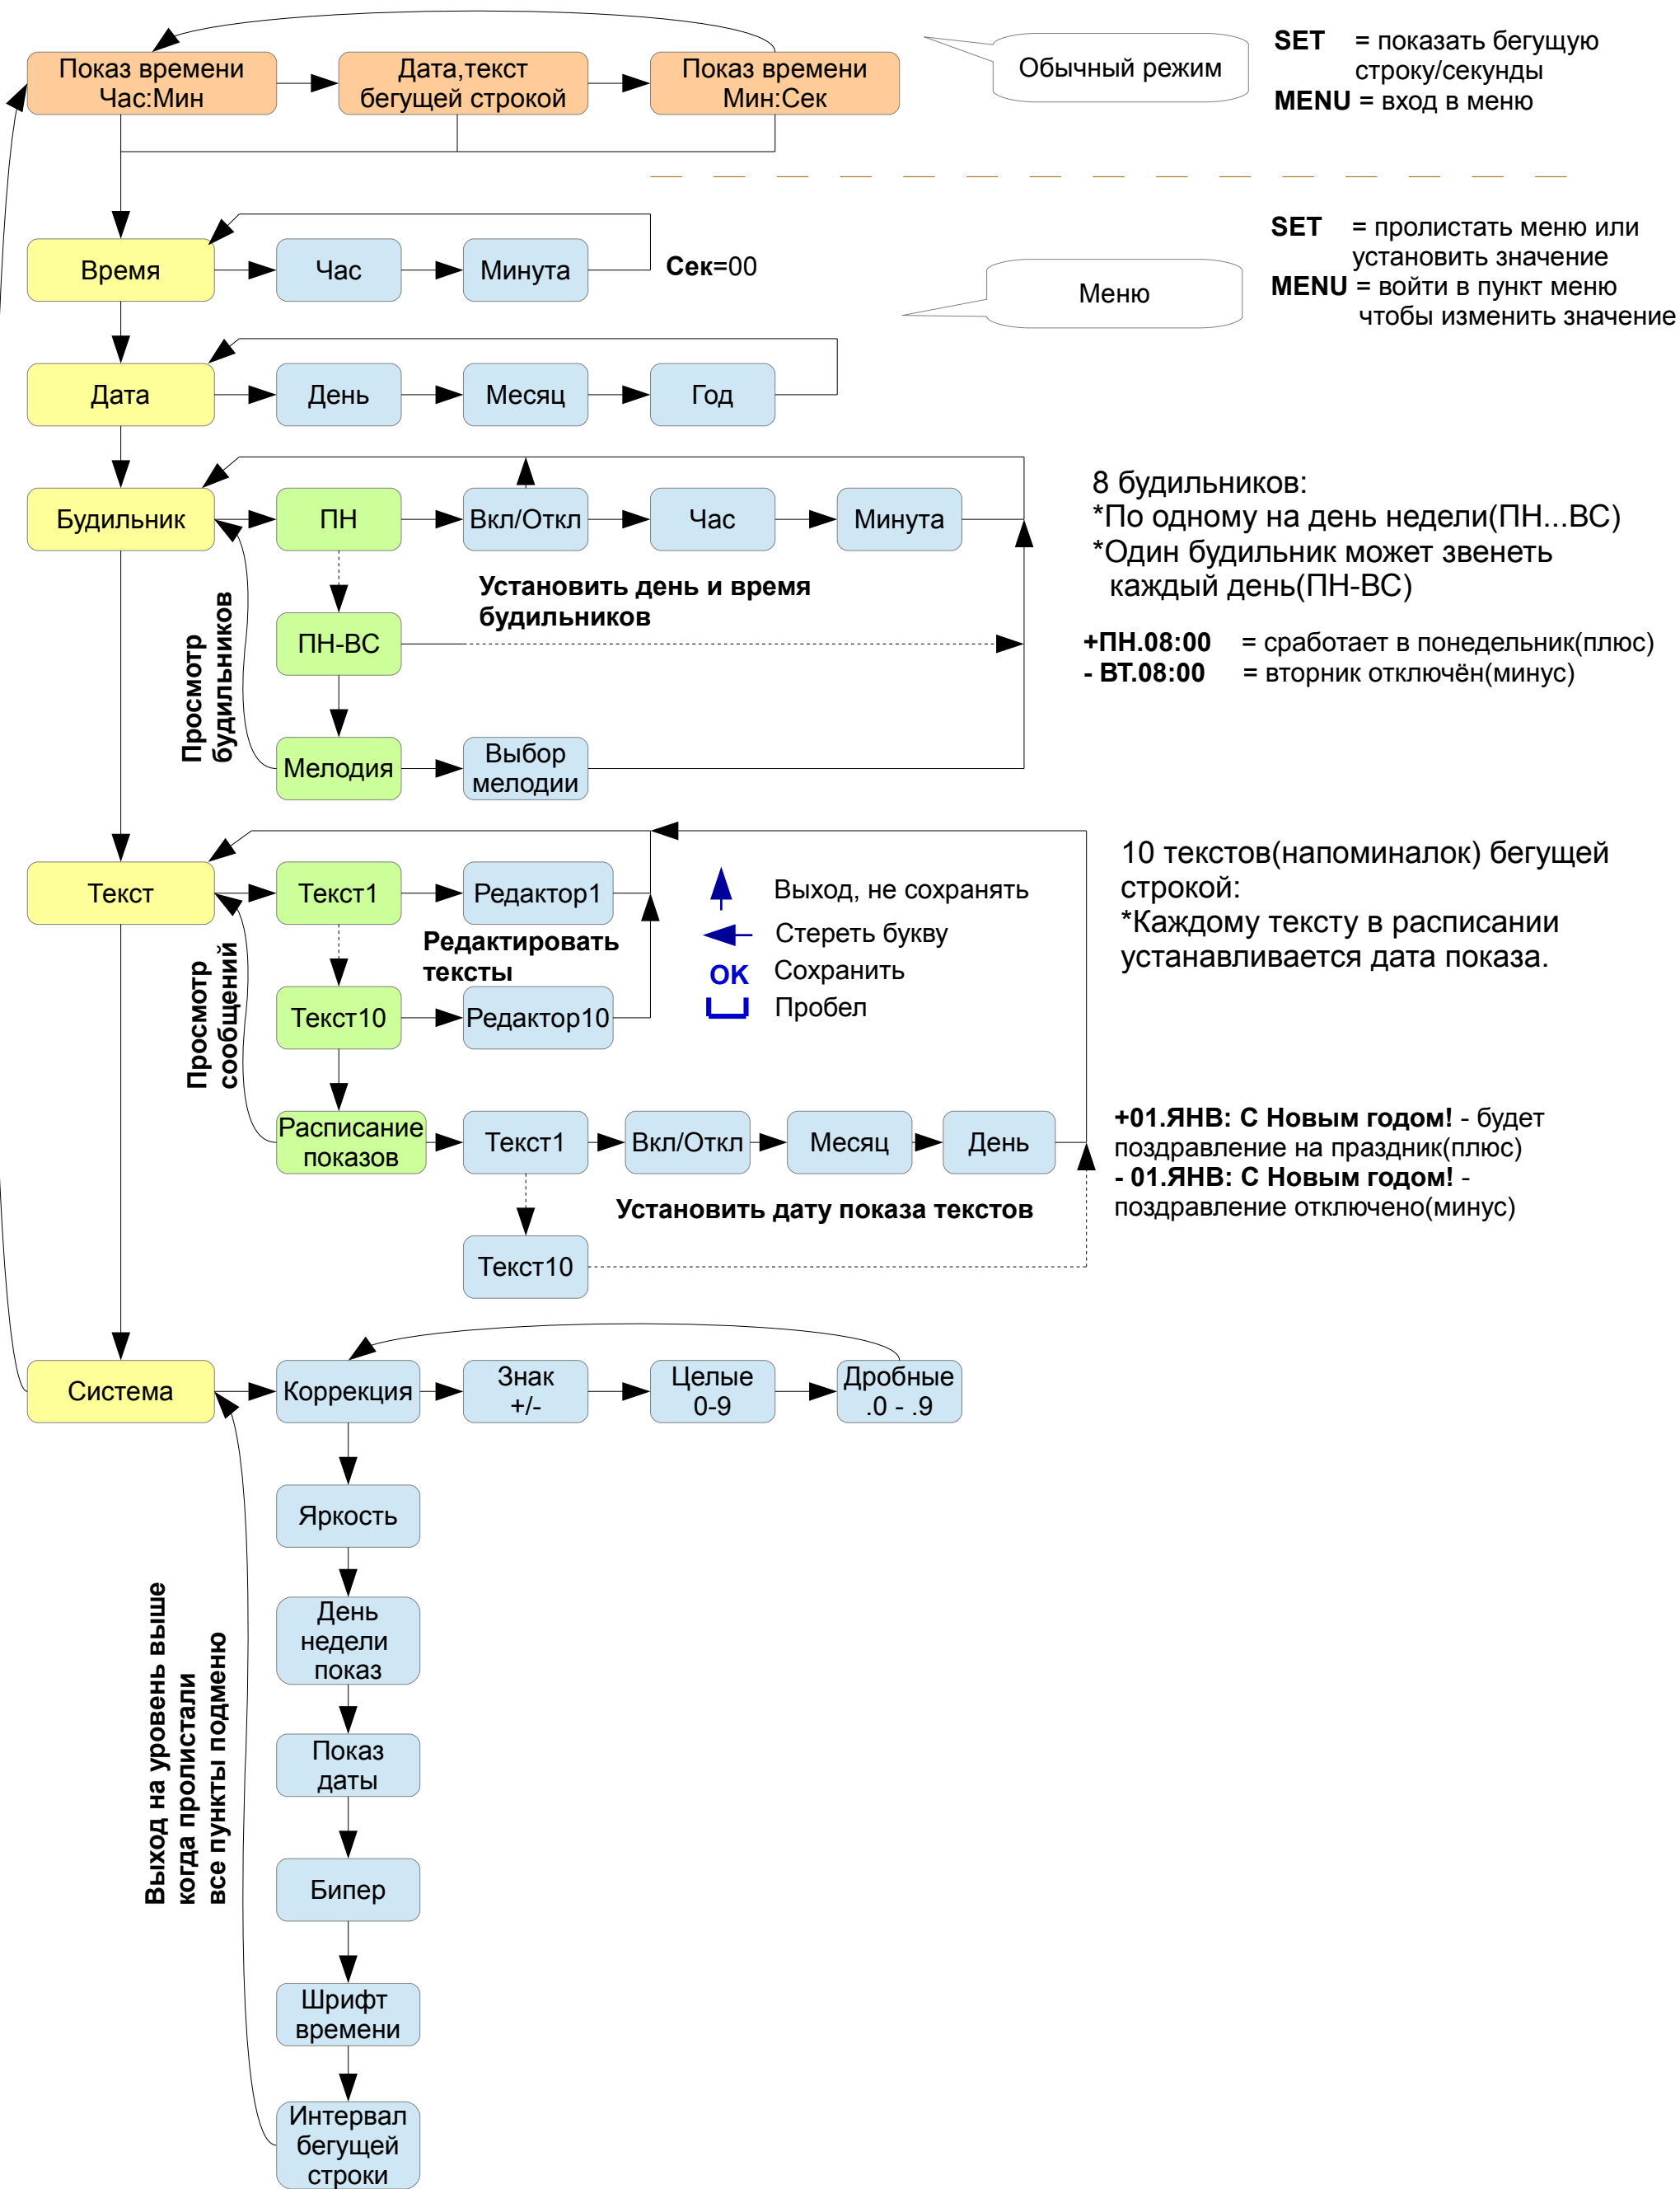 Показ времени
Час:Мин
Дата,текст
бегущей строкой
Показ времени
Мин:Сек
Обычный режим
SET = показать бегущую
строку/секунды
MENU = вход в меню
Время
Час
Минута
Сек=00
Меню
SET = пролистать меню или
установить значение
MENU = войти в пункт меню
чтобы изменить значение
Дата
День
Месяц
Год
Будильник
ПН
Вкл/Откл
Час
Минута
8 будильников:
*По одному на день недели(ПН...ВС)
*Один будильник может звенеть
каждый день(ПН-ВС)
Установить день и время
будильников
Просмотр
будильников
ПН-ВС
+ПН.08:00 = сработает в понедельник(плюс)
- ВТ.08:00 = вторник отключён(минус)
Мелодия
Выбор
мелодии
Текст
Текст1
Редактор1
Выход, не сохранять
Стереть букву
OK Сохранить
Пробел
10 текстов(напоминалок) бегущей
строкой:
*Каждому тексту в расписании
устанавливается дата показа.
Редактировать
тексты
Просмотр
сообщений
Текст10
Редактор10
Расписание
показов
Текст1
Вкл/Откл
Месяц
День
+01.ЯНВ: С Новым годом! - будет
поздравление на праздник(плюс)
- 01.ЯНВ: С Новым годом! -
поздравление отключено(минус)
Установить дату показа текстов
Текст10
Система
Коррекция
Знак
+/-
Целые
0-9
Дробные
.0 - .9
Яркость
День
недели
показ
Выход на уровень выше
когда пролистали
все пункты подменю
Показ
даты
Бипер
Шрифт
времени
Интервал
бегущей
строки